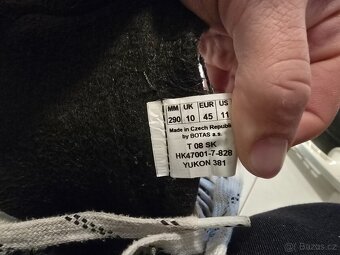 MM UK EUR US
290 10 45 11
Made in Czech Republic
by BOTAS a.s.
T 08 SK
HK47001-7-828
YUKON 381
sbazos.cz